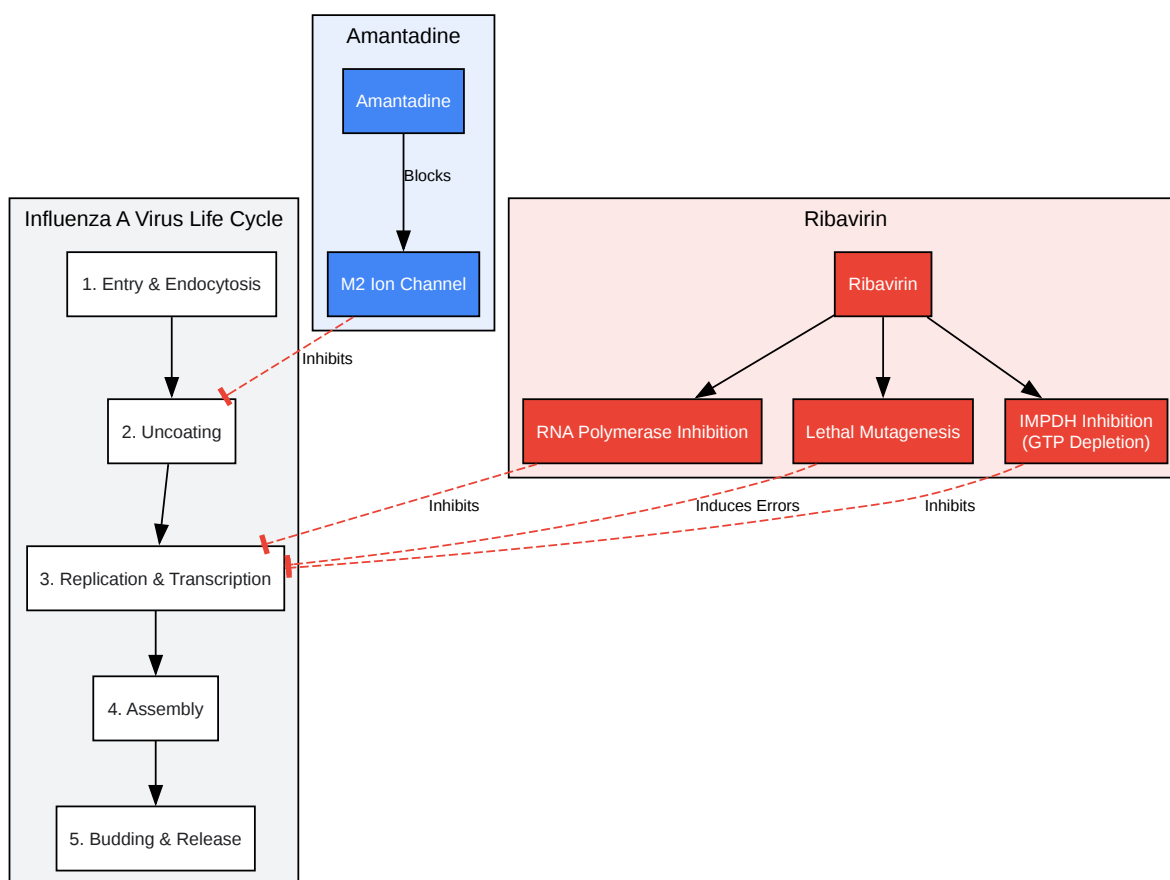 Amantadine
Amantadine
Blocks
M2 Ion Channel
Inhibits
Influenza A Virus Life Cycle
1. Entry & Endocytosis
2. Uncoating
3. Replication & Transcription
4. Assembly
5. Budding & Release
Ribavirin
Ribavirin
RNA Polymerase Inhibition
Lethal Mutagenesis
IMPDH Inhibition
(GTP Depletion)
Inhibits
Induces Errors
Inhibits